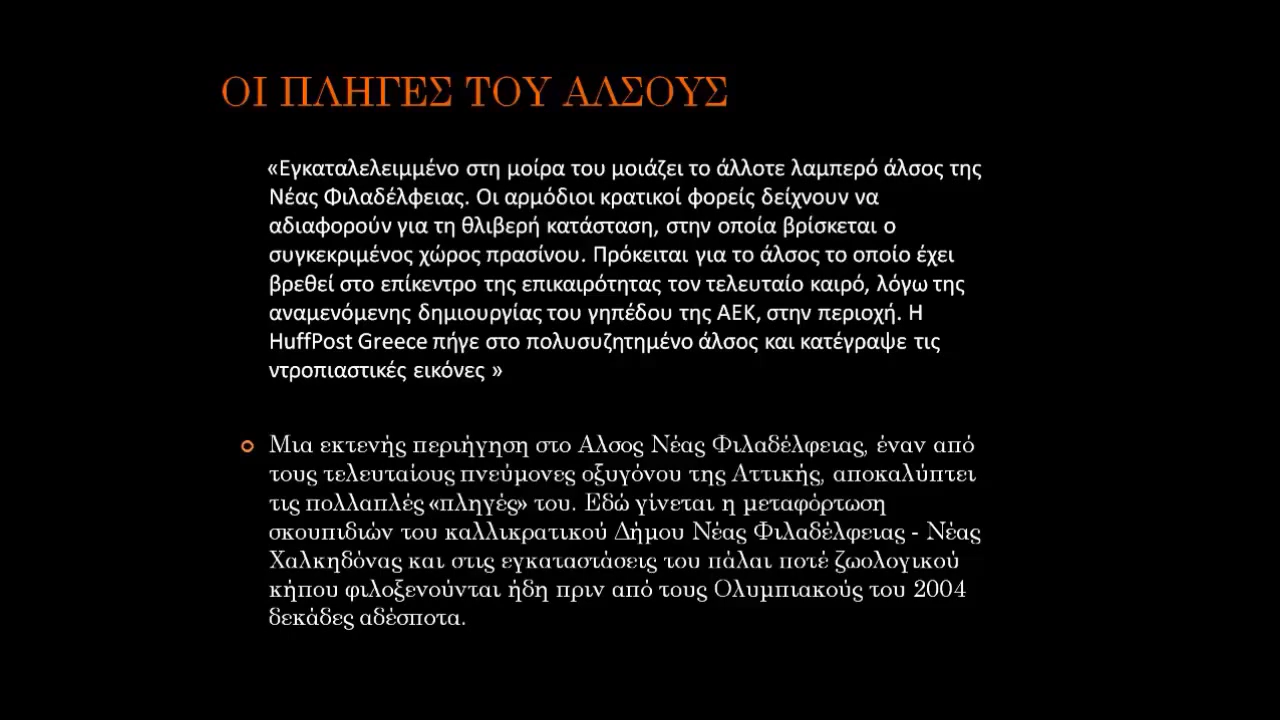 ΟΙ ΠΛΗΓΕΣ ΤΟΥ ΑΛΣΟΥΣ
«Εγκαταλελειμμένο στη μοίρα του μοιάζει το άλλοτε λαμπερό άλσος της
Νέας Φιλαδέλφειας. Οι αρμόδιοι κρατικοί φορείς δείχνουν να
αδιαφορούν για τη θλιβερή κατάσταση, στην οποία βρίσκεται ο
συγκεκριμένος χώρος πρασίνου. Πρόκειται για το άλσος το οποίο έχει
βρεθεί στο επίκεντρο της επικαιρότητας τον τελευταίο καιρό, λόγω της
αναμενόμενης δημιουργίας του γηπέδου της ΑΕΚ, στην περιοχή. Η
HuffPost Greece πήγε στο πολυσυζητημένο άλσος και κατέγραψε τις
ντροπιαστικές εικόνες »
Μια εκτενής περιήγηση στο Αλσος Νέας Φιλαδέλφειας, έναν από
τους τελευταίους πνεύμονες οξυγόνου της Αττικής, αποκαλύπτει
τις πολλαπλές «πληγές» του. Εδώ γίνεται η μεταφόρτωση
σκουπιδιών του καλλικρατικού Δήμου Νέας Φιλαδέλφειας - Νέας
Χαλκηδόνας και στις εγκαταστάσεις του πάλαι ποτέ ζωολογικού
κήπου φιλοξενούνται ήδη πριν από τους Ολυμπιακούς του 2004
δεκάδες αδέσποτα.